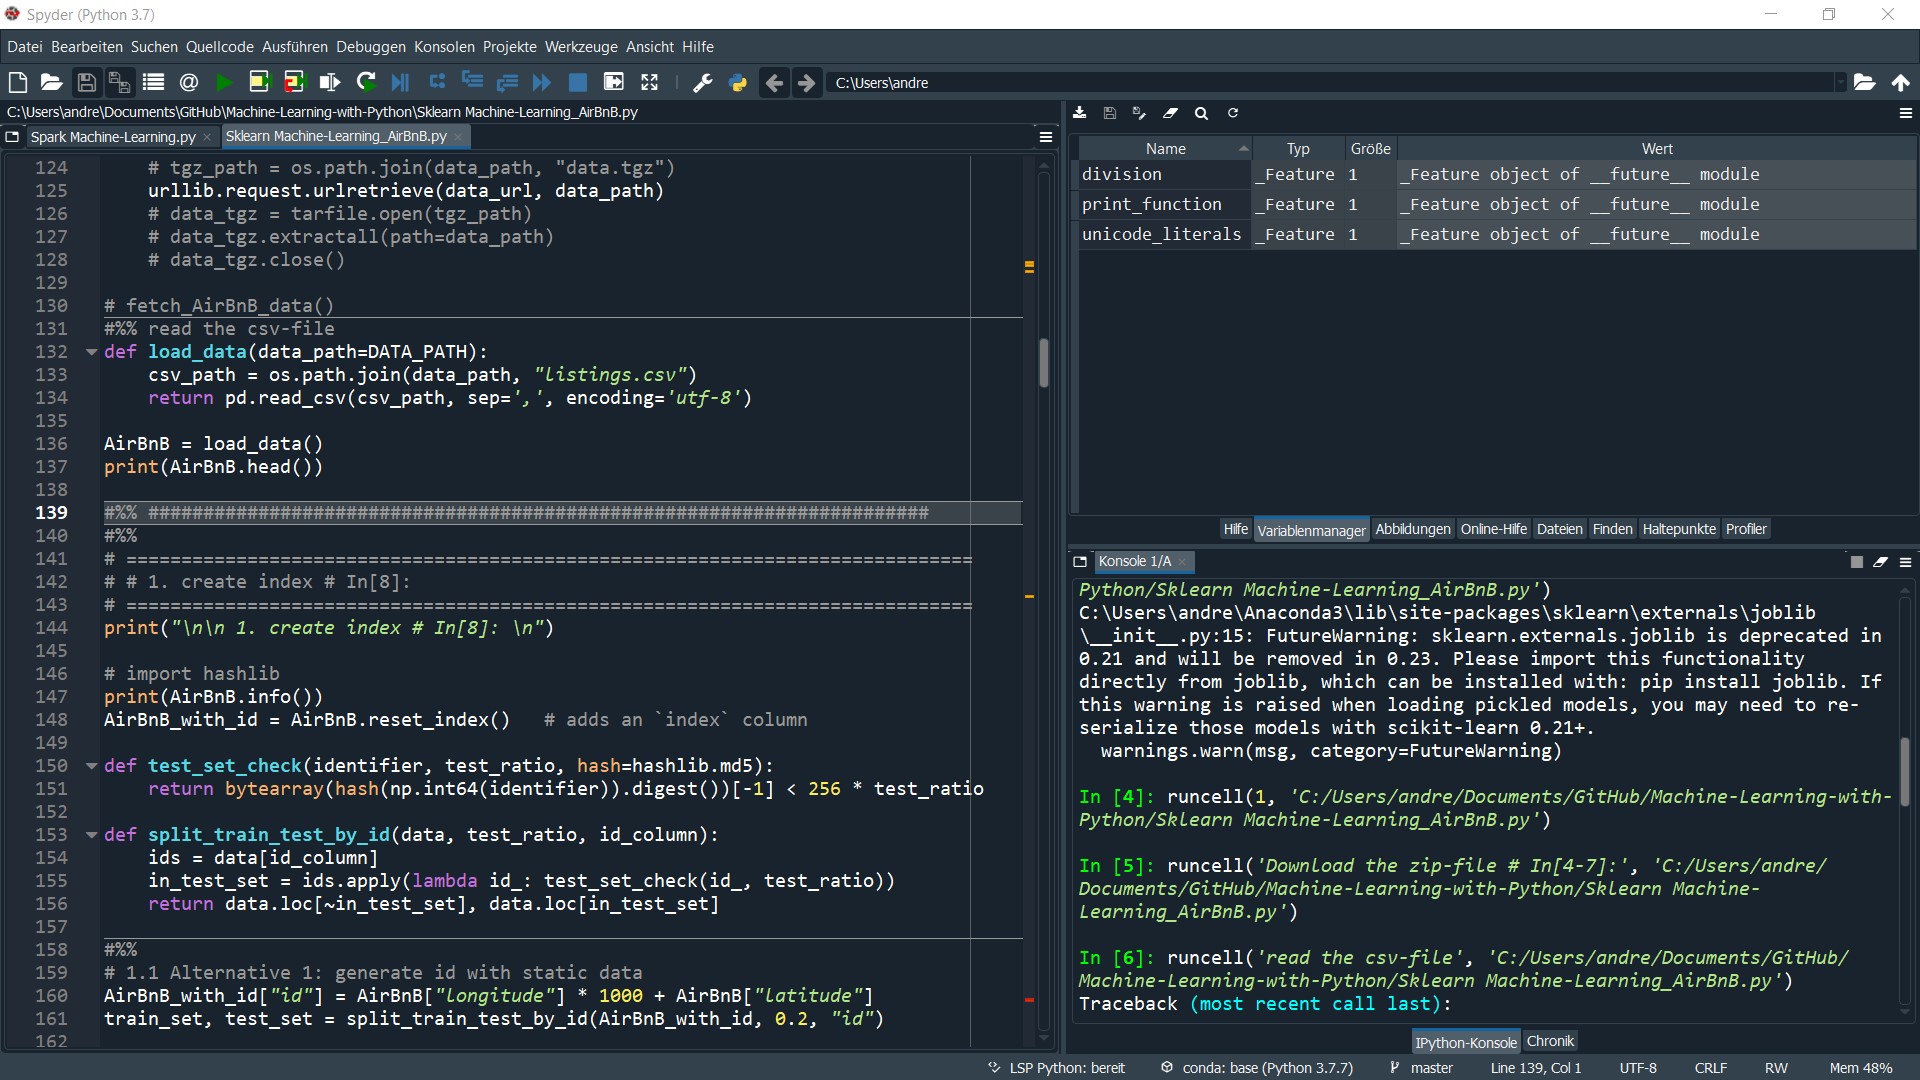 Spyder (Python 3.7)
Datei Bearbeiten Suchen Quellcode Ausführen Debuggen Konsolen Projekte Werkzeuge Ansicht Hilfe
C:\Users\andre
C:\Users\andre\Documents\GitHub\Machine-Learning-with-Python\Sklearn Machine-Learning_AirBnB.py
Spark Machine-Learning.py
Sklearn Machine-Learning_AirBnB.py
124     # tgz_path = os.path.join(data_path, "data.tgz")
125     urllib.request.urlretrieve(data_url, data_path)
126     # data_tgz = tarfile.open(tgz_path)
127     # data_tgz.extractall(path=data_path)
128     # data_tgz.close()
129
130 # fetch_AirBnB_data()
131 #%% read the csv-file
132 def load_data(data_path=DATA_PATH):
133     csv_path = os.path.join(data_path, "listings.csv")
134     return pd.read_csv(csv_path, sep=',', encoding='utf-8')
135
136 AirBnB = load_data()
137 print(AirBnB.head())
138
139 #%% #######################################################################
140 #%%
141 # =============================================================================
142 # # 1. create index # In[8]:
143 # =============================================================================
144 print("\n\n 1. create index # In[8]: \n")
145
146 # import hashlib
147 print(AirBnB.info())
148 AirBnB_with_id = AirBnB.reset_index()   # adds an `index` column
149
150 def test_set_check(identifier, test_ratio, hash=hashlib.md5):
151     return bytearray(hash(np.int64(identifier)).digest())[-1] < 256 * test_ratio
152
153 def split_train_test_by_id(data, test_ratio, id_column):
154     ids = data[id_column]
155     in_test_set = ids.apply(lambda id_: test_set_check(id_, test_ratio))
156     return data.loc[~in_test_set], data.loc[in_test_set]
157
158 #%%
159 # 1.1 Alternative 1: generate id with static data
160 AirBnB_with_id["id"] = AirBnB["longitude"] * 1000 + AirBnB["latitude"]
161 train_set, test_set = split_train_test_by_id(AirBnB_with_id, 0.2, "id")
162
Name Typ Größe Wert
division _Feature 1 _Feature object of __future__ module
print_function _Feature 1 _Feature object of __future__ module
unicode_literals _Feature 1 _Feature object of __future__ module
Hilfe Variablenmanager Abbildungen Online-Hilfe Dateien Finden Haltepunkte Profiler
Konsole 1/A
Python/Sklearn Machine-Learning_AirBnB.py')
C:\Users\andre\Anaconda3\lib\site-packages\sklearn\externals\joblib
\__init__.py:15: FutureWarning: sklearn.externals.joblib is deprecated in
0.21 and will be removed in 0.23. Please import this functionality
directly from joblib, which can be installed with: pip install joblib. If
this warning is raised when loading pickled models, you may need to re-
serialize those models with scikit-learn 0.21+.
  warnings.warn(msg, category=FutureWarning)
In [4]: runcell(1, 'C:/Users/andre/Documents/GitHub/Machine-Learning-with-
Python/Sklearn Machine-Learning_AirBnB.py')
In [5]: runcell('Download the zip-file # In[4-7]:', 'C:/Users/andre/
Documents/GitHub/Machine-Learning-with-Python/Sklearn Machine-
Learning_AirBnB.py')
In [6]: runcell('read the csv-file', 'C:/Users/andre/Documents/GitHub/
Machine-Learning-with-Python/Sklearn Machine-Learning_AirBnB.py')
Traceback (most recent call last):
IPython-Konsole Chronik
LSP Python: bereit conda: base (Python 3.7.7) master Line 139, Col 1 UTF-8 CRLF RW Mem 48%